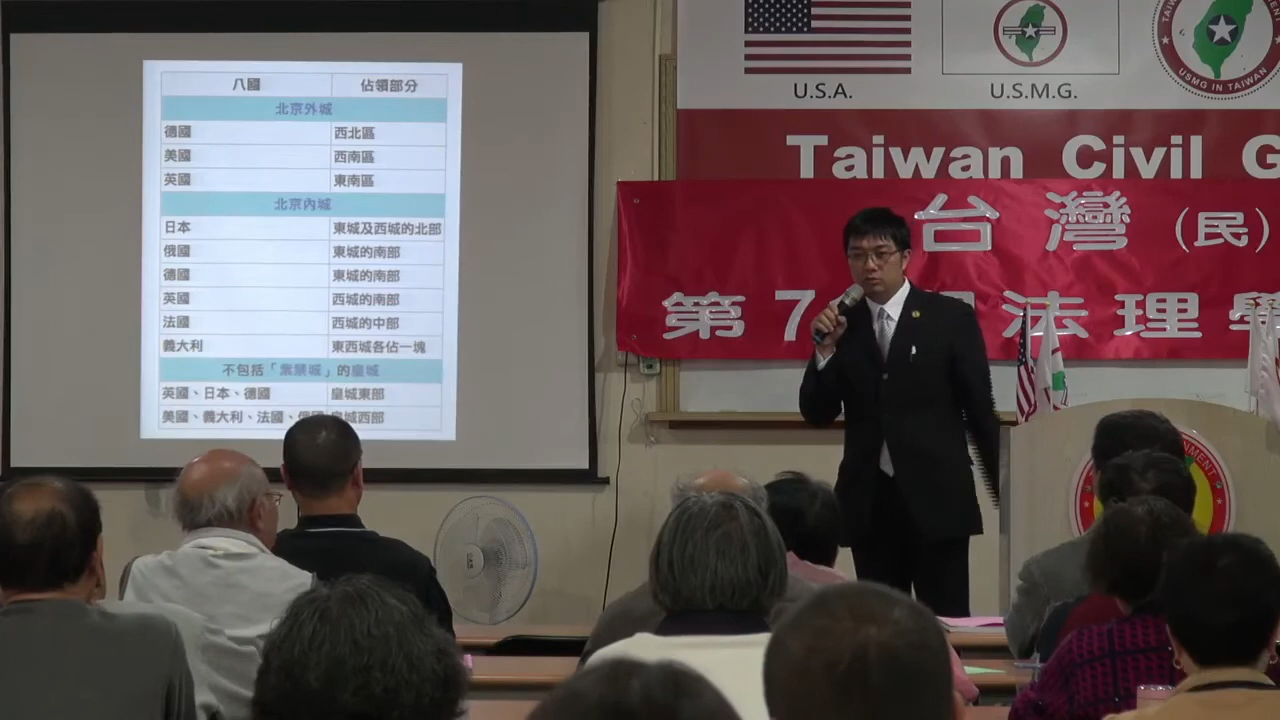 八國 佔領部分
北京外城
德國 西北區
美國 西南區
英國 東南區
北京內城
日本 東城及西城的北部
俄國 東城的南部
德國 東城的南部
英國 西城的南部
法國 西城的中部
義大利 東西城各佔一塊
不包括「紫禁城」的皇城
英國、日本、德國 皇城東部
美國、義大利、法國、俄國 皇城西部
U.S.A. U.S.M.G.
USMG IN TAIWAN
Taiwan Civil G
台灣(民)
第7 法理學